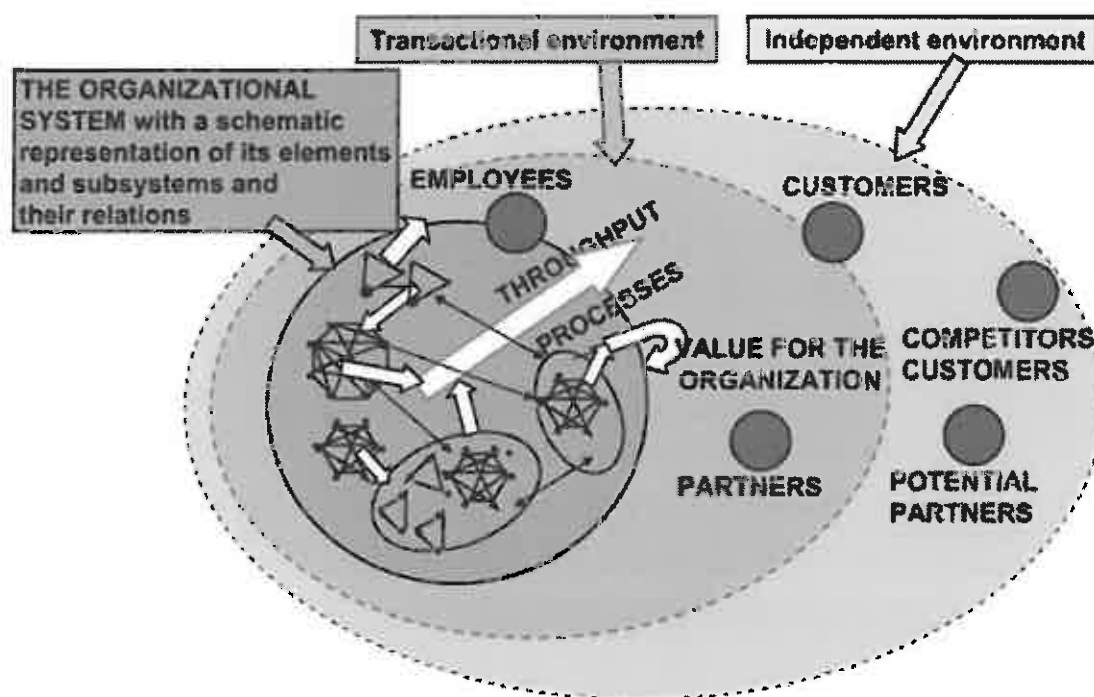 Transactional environment
Independent environment
THE ORGANIZATIONAL
SYSTEM with a schematic
representation of its elements
and subsystems and
their relations
EMPLOYEES
CUSTOMERS
THROUGHPUT
PROCESSES
VALUE FOR THE
ORGANIZATION
COMPETITORS
CUSTOMERS
PARTNERS
POTENTIAL
PARTNERS